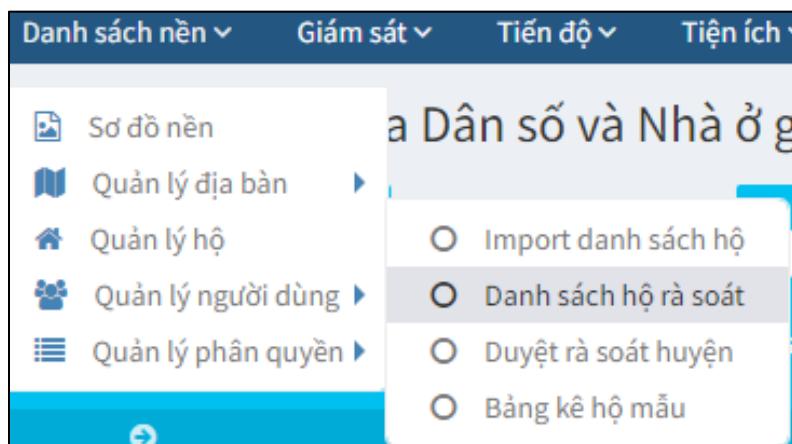 Danh sách nền Giám sát Tiến độ Tiện ích
a Dân số và Nhà ở g
Sơ đồ nền
Quản lý địa bàn
Quản lý hộ
Quản lý người dùng
Quản lý phân quyền
Import danh sách hộ
Danh sách hộ rà soát
Duyệt rà soát huyện
Bảng kê hộ mẫu